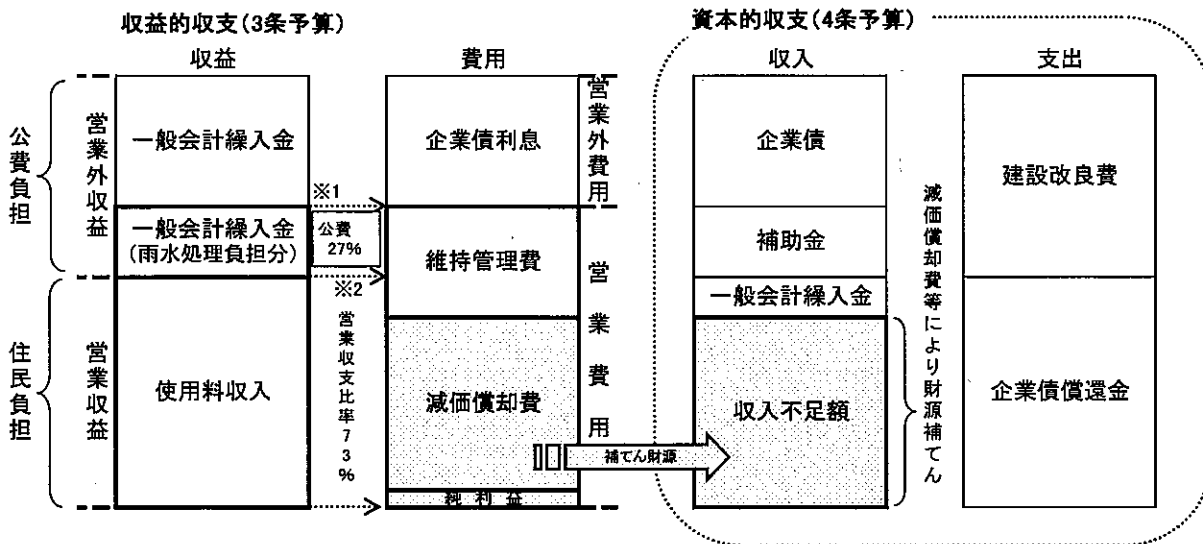 収益的収支(3条予算)
収益
費用
公費負担
営業外収益
一般会計繰入金
一般会計繰入金
(雨水処理負担分)
住民負担
営業収益
使用料収入
※1
公費
27%
※2
営業収支比率73%
企業債利息
維持管理費
減価償却費
純利益
営業外費用
営業費用
補てん財源
資本的収支(4条予算)
収入
支出
企業債
補助金
一般会計繰入金
収入不足額
減価償却費等により財源補てん
建設改良費
企業債償還金